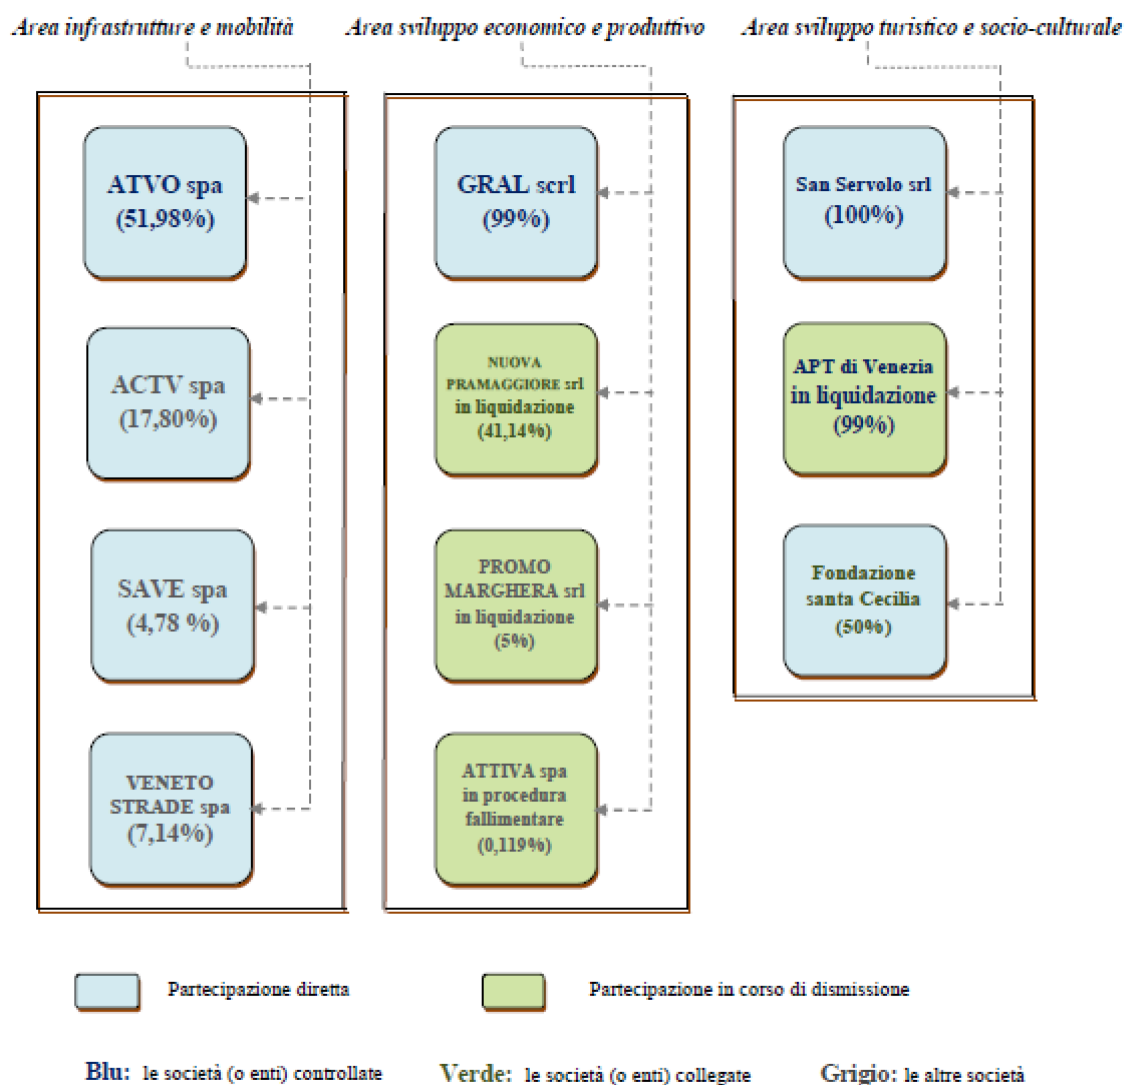 Area infrastrutture e mobilità
Area sviluppo economico e produttivo
Area sviluppo turistico e socio-culturale
ATVO spa
(51,98%)
ACTV spa
(17,80%)
SAVE spa
(4,78 %)
VENETO
STRADE spa
(7,14%)
GRAL scrl
(99%)
NUOVA
PRAMAGGIORE srl
in liquidazione
(41,14%)
PROMO
MARGHERA srl
in liquidazione
(5%)
ATTIVA spa
in procedura
fallimentare
(0,119%)
San Servolo srl
(100%)
APT di Venezia
in liquidazione
(99%)
Fondazione
santa Cecilia
(50%)
Partecipazione diretta
Partecipazione in corso di dismissione
Blu: le società (o enti) controllate
Verde: le società (o enti) collegate
Grigio: le altre società